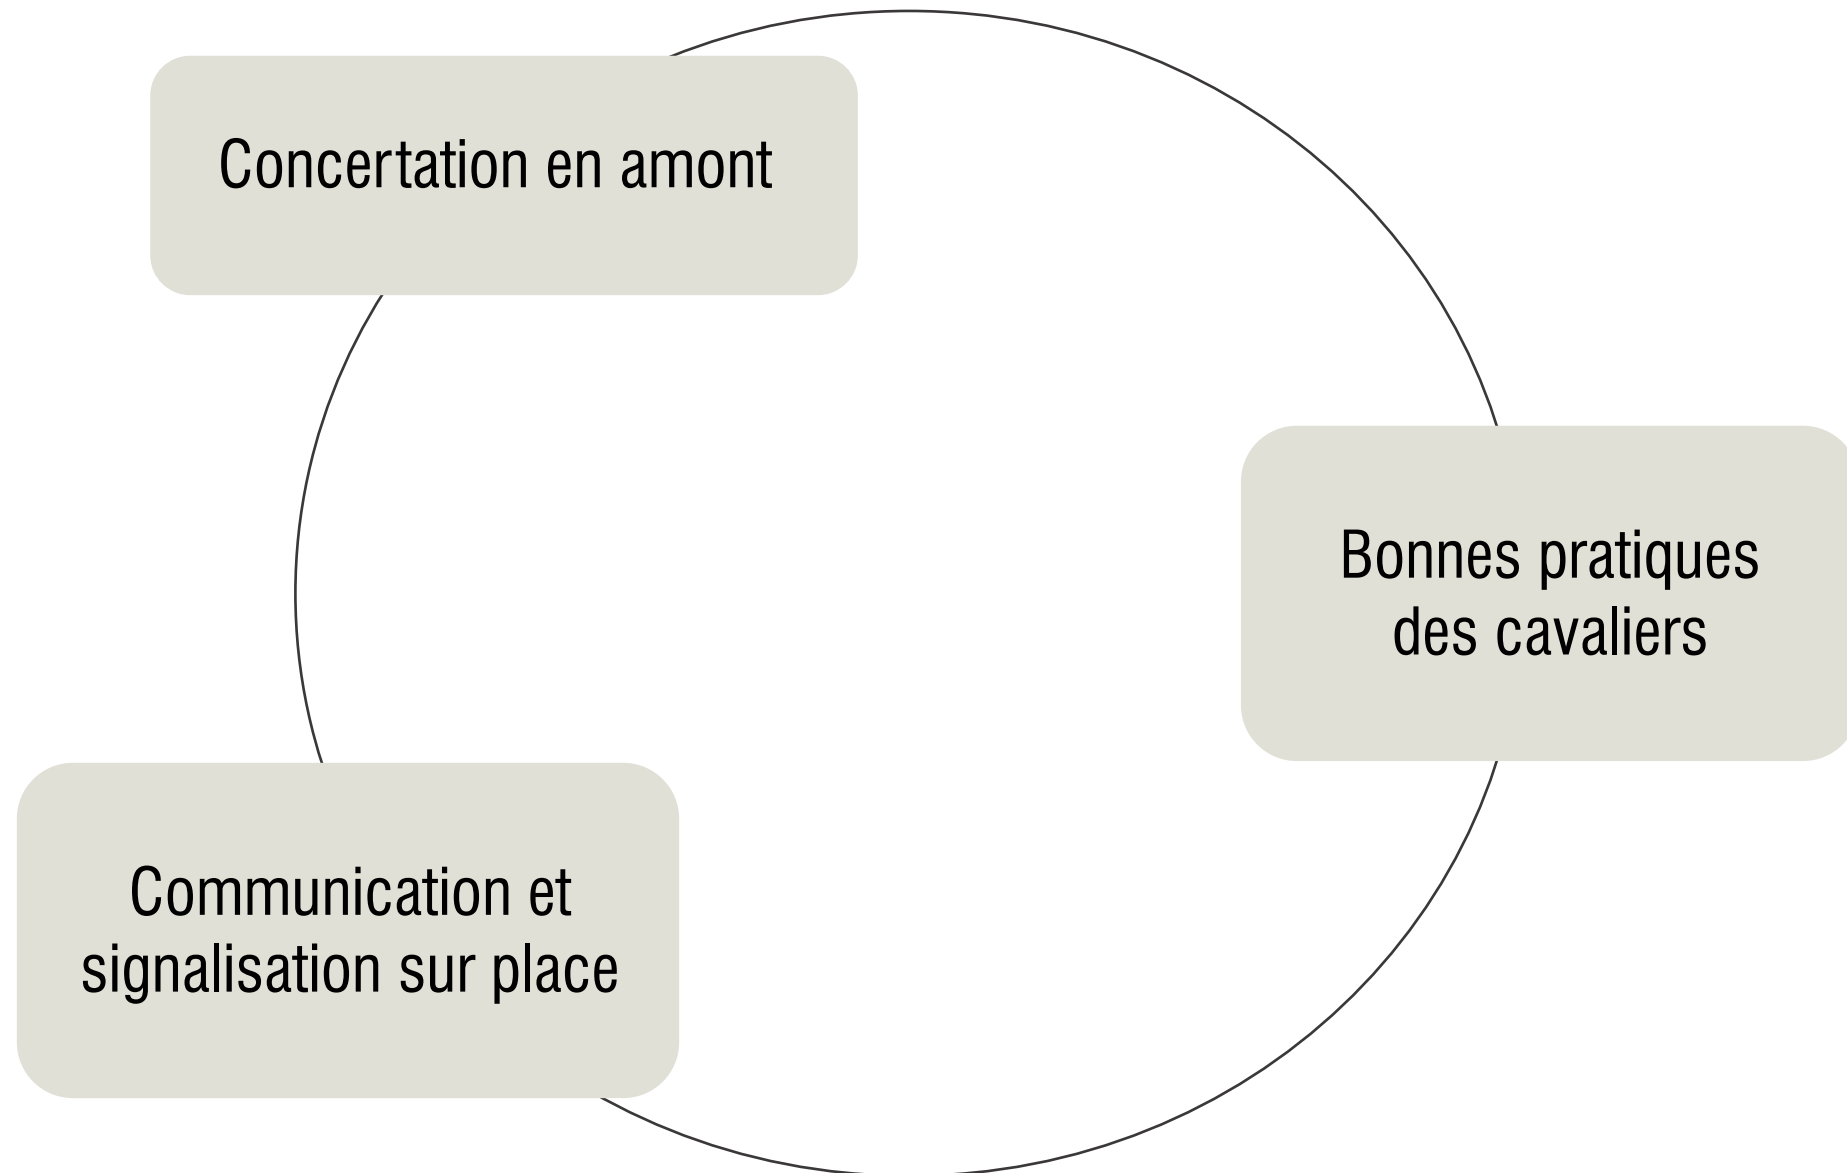 Concertation en amont
Bonnes pratiques
des cavaliers
Communication et
signalisation sur place